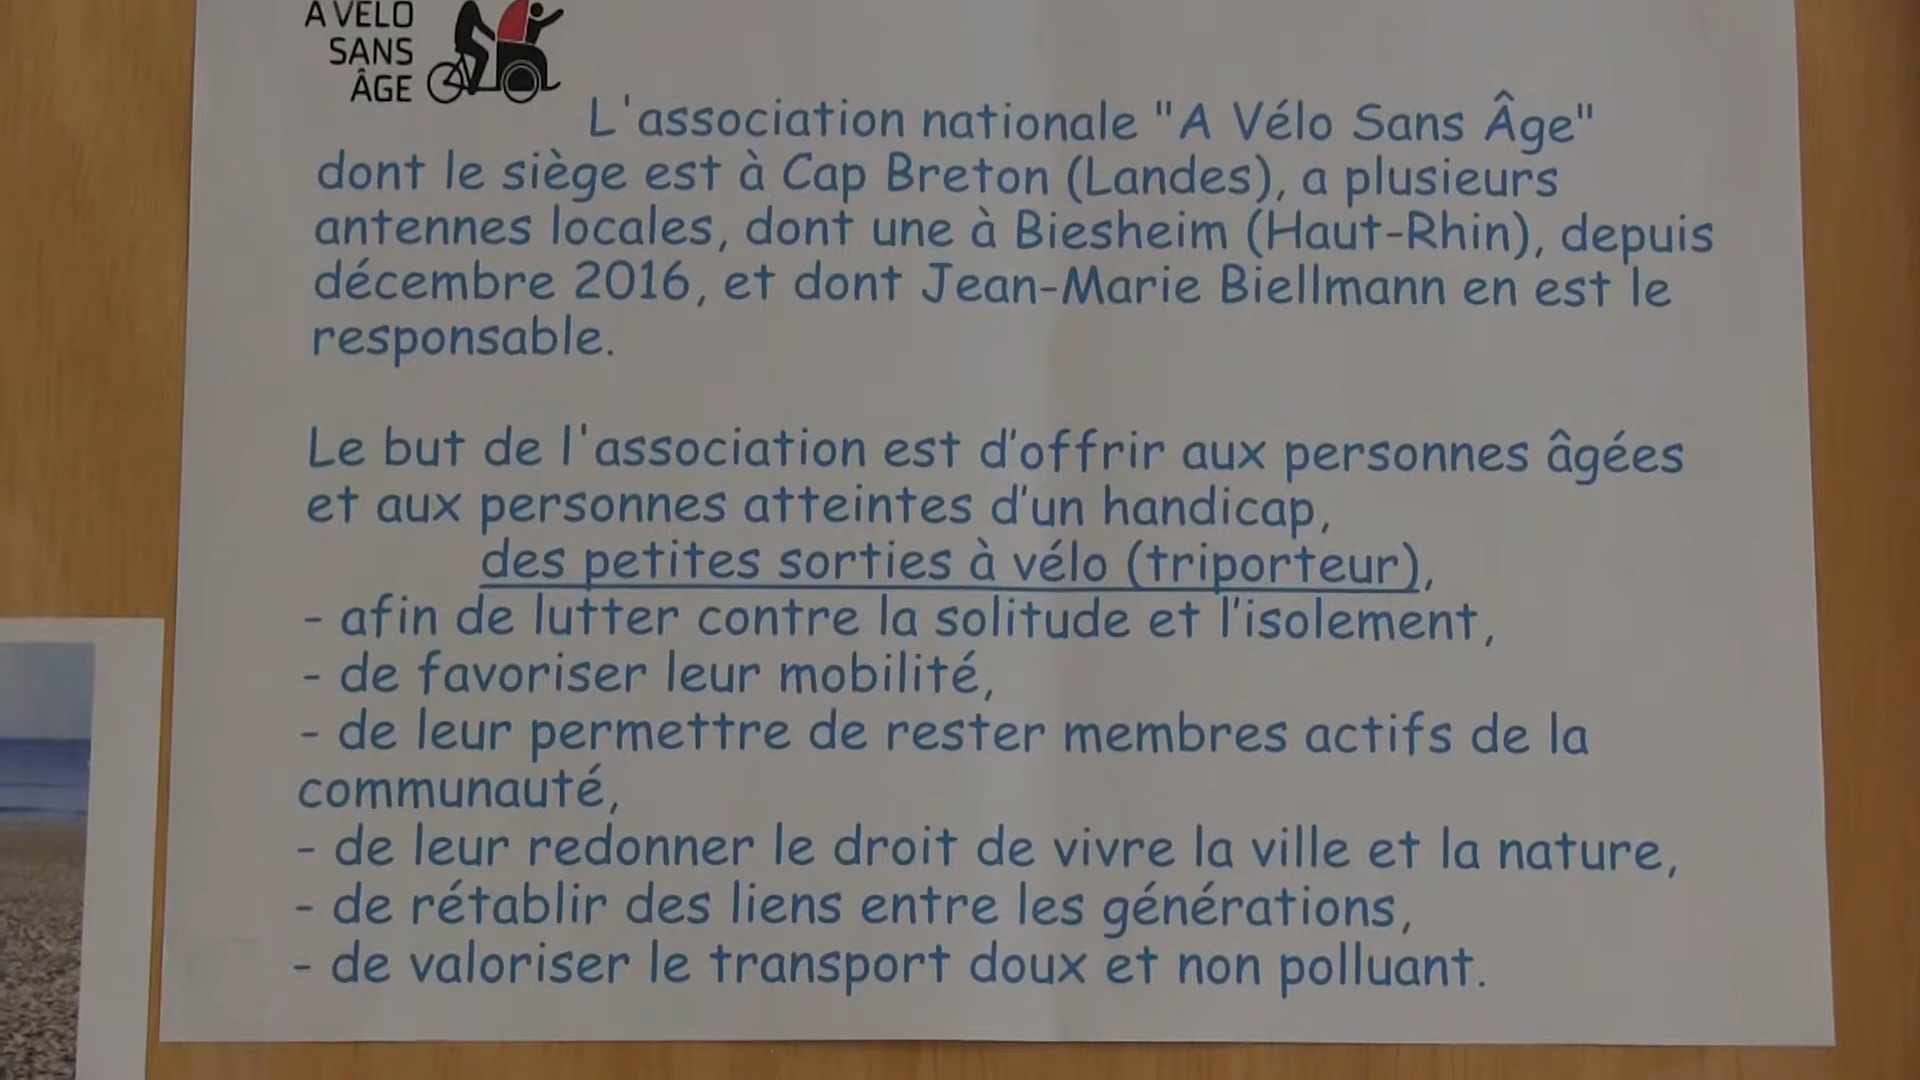 A VÉLO
SANS
ÂGE
L'association nationale "A Vélo Sans Âge"
dont le siège est à Cap Breton (Landes), a plusieurs
antennes locales, dont une à Biesheim (Haut-Rhin), depuis
décembre 2016, et dont Jean-Marie Biellmann en est le
responsable.
Le but de l'association est d'offrir aux personnes âgées
et aux personnes atteintes d'un handicap,
des petites sorties à vélo (triporteur),
- afin de lutter contre la solitude et l'isolement,
- de favoriser leur mobilité,
- de leur permettre de rester membres actifs de la
communauté,
- de leur redonner le droit de vivre la ville et la nature,
- de rétablir des liens entre les générations,
- de valoriser le transport doux et non polluant.